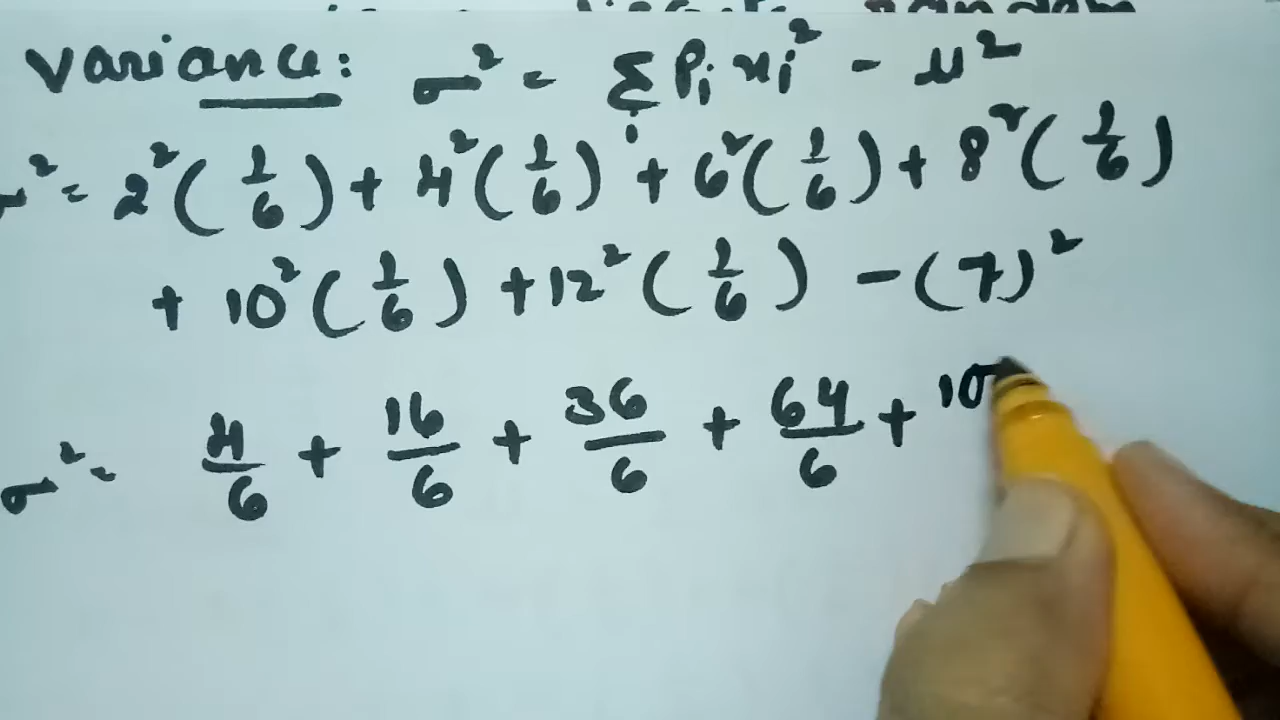 Variance: σ² = Σ Pᵢ xᵢ² - μ²
σ² = 2² (1/6) + 4² (1/6) + 6² (1/6) + 8² (1/6)
+ 10² (1/6) + 12² (1/6) - (7)²
σ² = 4/6 + 16/6 + 36/6 + 64/6 + 10